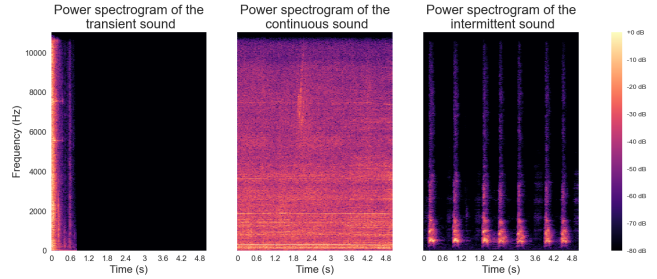 Power spectrogram of the
transient sound
Power spectrogram of the
continuous sound
Power spectrogram of the
intermittent sound
Frequency (Hz)
10000
8000
6000
4000
2000
0
0 0.6 1.2 1.8 2.4 3 3.6 4.2 4.8
Time (s)
0 0.6 1.2 1.8 2.4 3 3.6 4.2 4.8
Time (s)
0 0.6 1.2 1.8 2.4 3 3.6 4.2 4.8
Time (s)
+0 dB
-10 dB
-20 dB
-30 dB
-40 dB
-50 dB
-60 dB
-70 dB
-80 dB